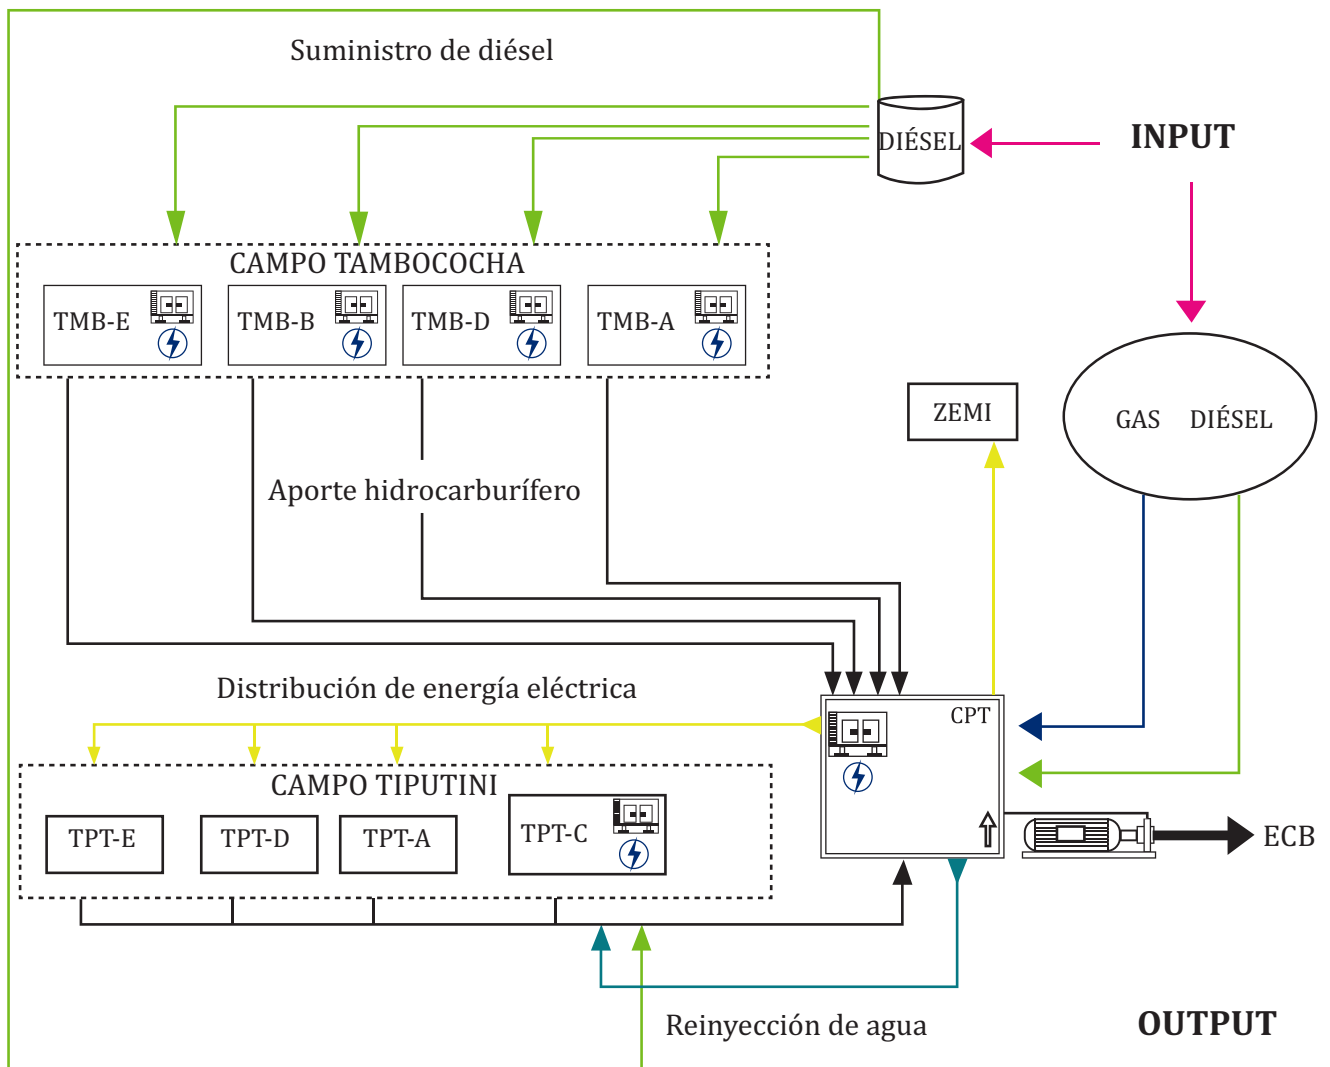 Suministro de diésel
DIÉSEL
INPUT
CAMPO TAMBOCOCHA
TMB-E
TMB-B
TMB-D
TMB-A
ZEMI
GAS DIÉSEL
Aporte hidrocarburífero
Distribución de energía eléctrica
CPT
CAMPO TIPUTINI
TPT-E
TPT-D
TPT-A
TPT-C
ECB
Reinyección de agua
OUTPUT